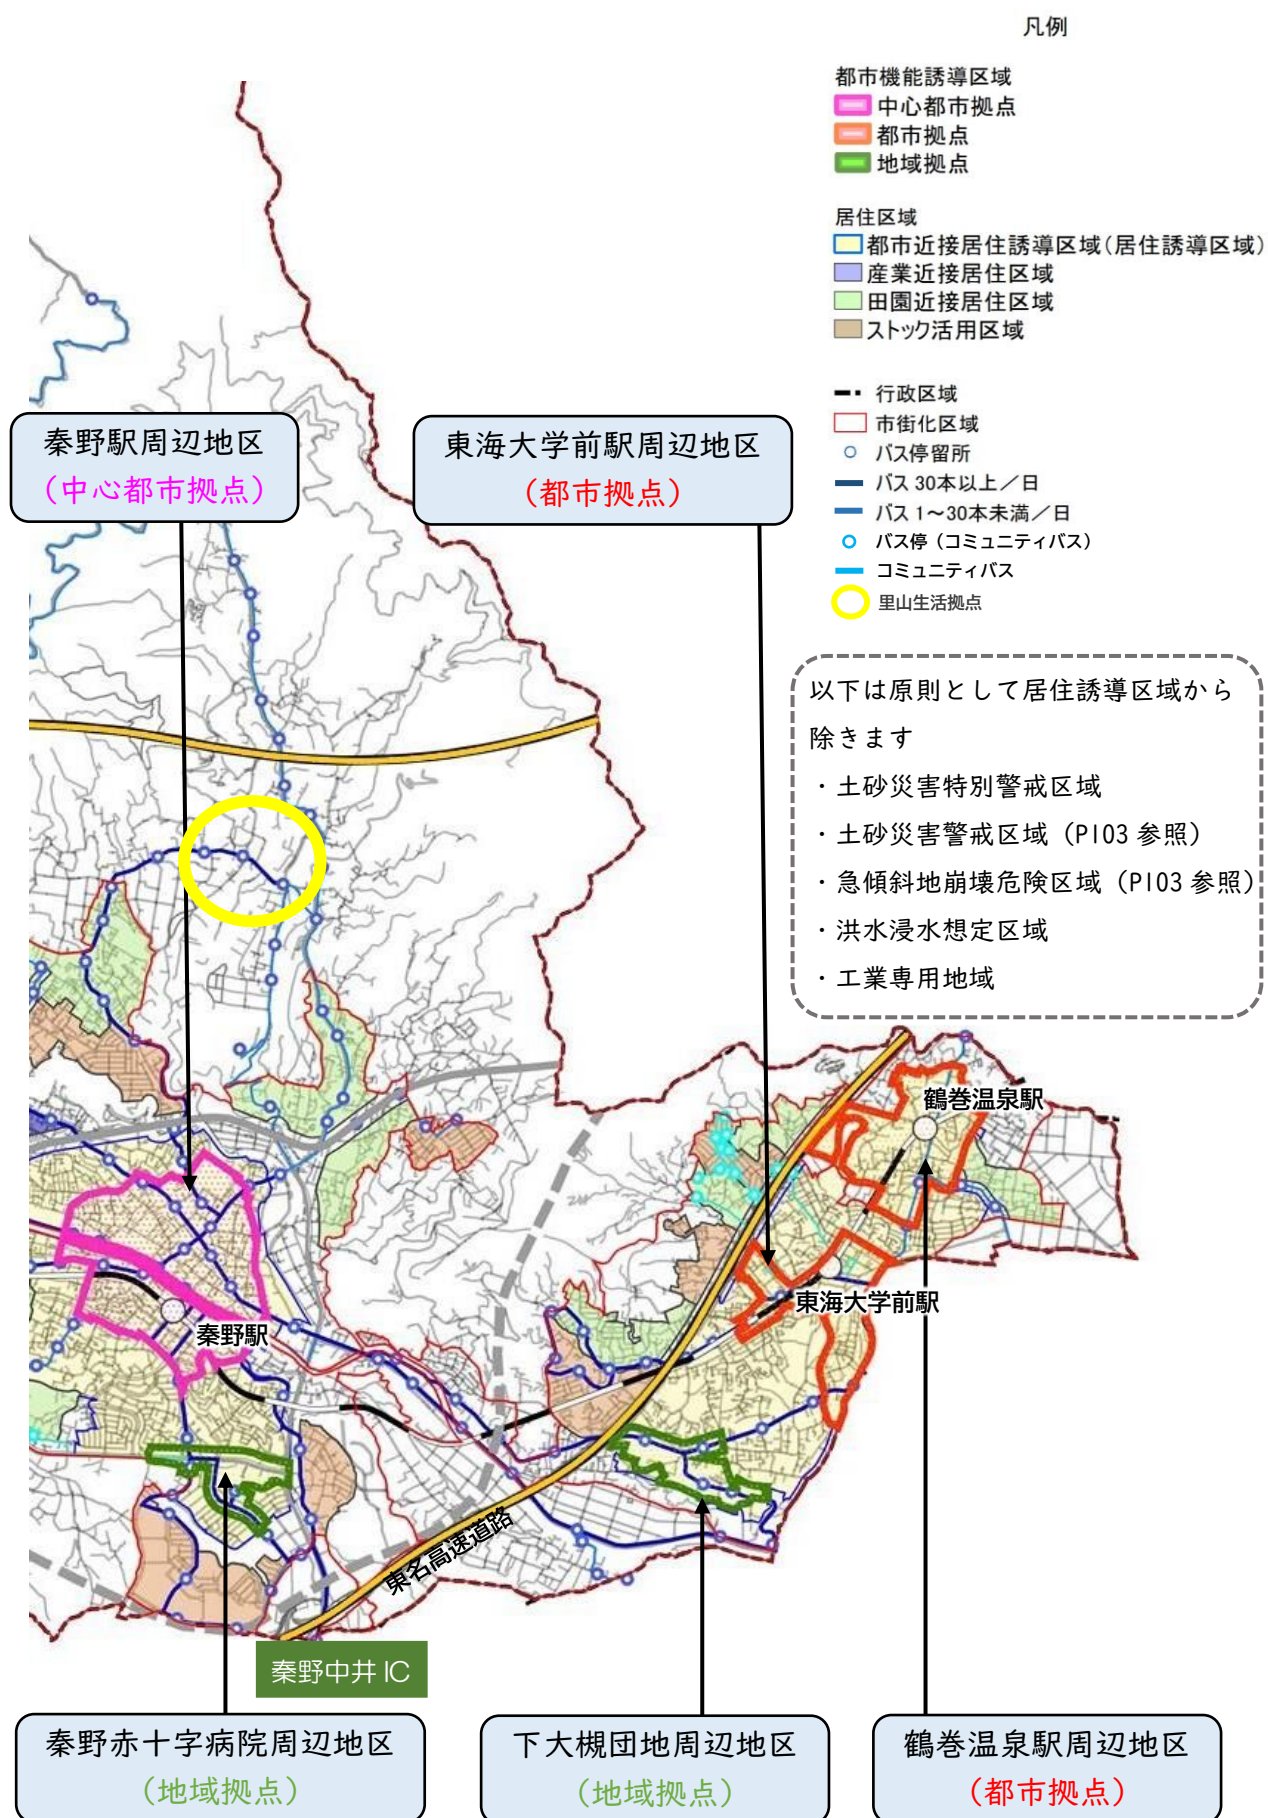 凡例
都市機能誘導区域
中心都市拠点
都市拠点
地域拠点
居住区域
都市近接居住誘導区域(居住誘導区域)
産業近接居住区域
田園近接居住区域
ストック活用区域
行政区域
市街化区域
バス停留所
バス 30本以上／日
バス 1～30本未満／日
バス停（コミュニティバス）
コミュニティバス
里山生活拠点
秦野駅周辺地区
（中心都市拠点）
東海大学前駅周辺地区
（都市拠点）
以下は原則として居住誘導区域から
除きます
・土砂災害特別警戒区域
・土砂災害警戒区域（P103 参照）
・急傾斜地崩壊危険区域（P103 参照）
・洪水浸水想定区域
・工業専用地域
鶴巻温泉駅
東海大学前駅
秦野駅
東名高速道路
秦野中井 IC
秦野赤十字病院周辺地区
（地域拠点）
下大槻団地周辺地区
（地域拠点）
鶴巻温泉駅周辺地区
（都市拠点）